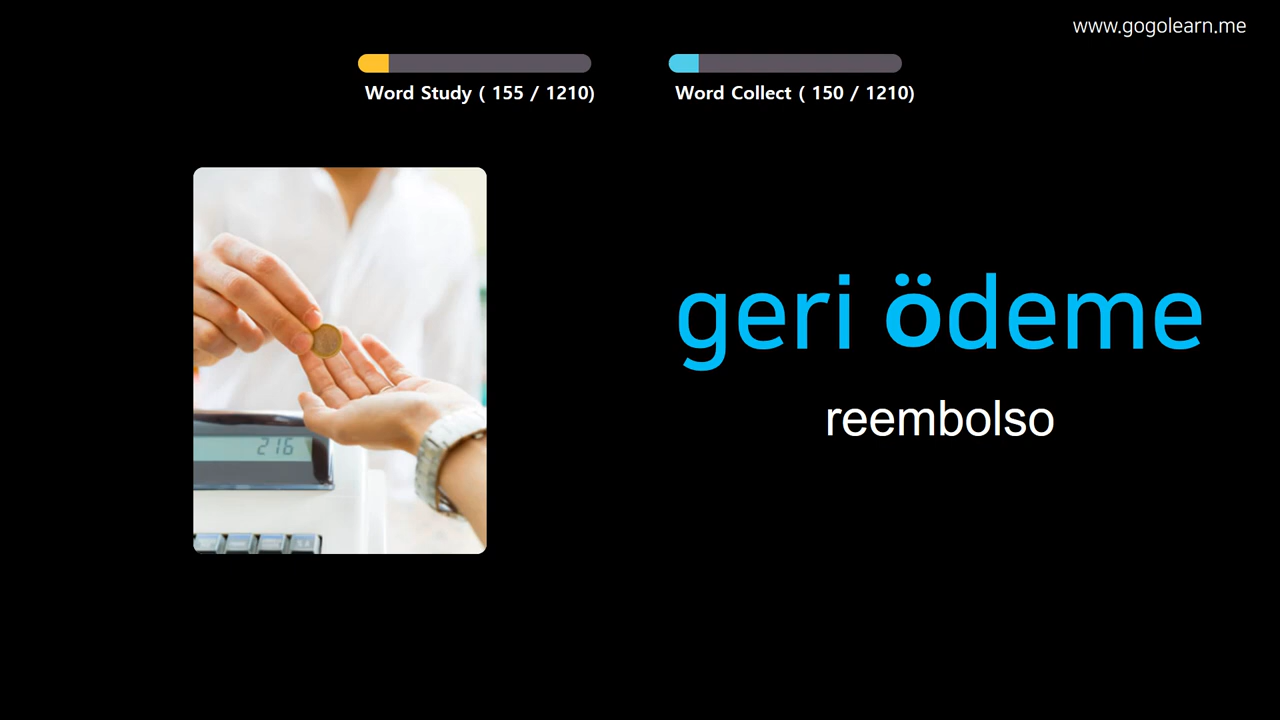 www.gogolearn.me
Word Study ( 155 / 1210)
Word Collect ( 150 / 1210)
geri ödeme
reembolso
216